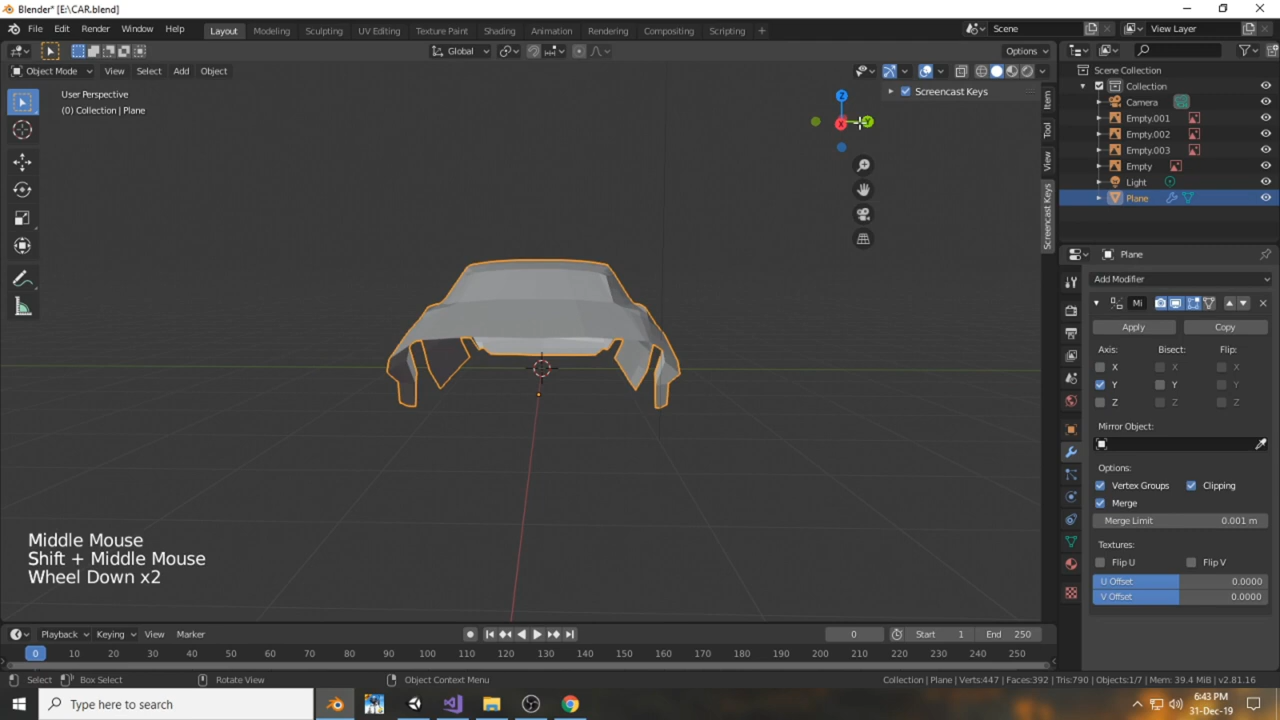 Blender* [E:\CAR.blend]
File Edit Render Window Help Layout Modeling Sculpting UV Editing Texture Paint Shading Animation Rendering Compositing Scripting + Scene View Layer
Global Options
Object Mode View Select Add Object
User Perspective
(0) Collection | Plane
Z
X
Y
Screencast Keys
Item
Tool
View
Screencast Keys
Scene Collection
Collection
Camera
Empty.001
Empty.002
Empty.003
Empty
Light
Plane
Plane
Add Modifier
Mi
Apply Copy
Axis: Bisect: Flip:
X X X
Y Y Y
Z Z Z
Mirror Object:
Options:
Vertex Groups Clipping
Merge
Merge Limit 0.001 m
Textures:
Flip U Flip V
U Offset 0.0000
V Offset 0.0000
Middle Mouse
Shift + Middle Mouse
Wheel Down x2
Playback Keying View Marker 0 Start 1 End 250
0 10 20 30 40 50 60 70 80 90 100 110 120 130 140 150 160 170 180 190 200 210 220 230 240 250
Select Box Select Rotate View Object Context Menu Collection | Plane | Verts:447 | Faces:392 | Tris:790 | Objects:1/7 | Mem: 39.4 MiB | v2.81.16
Type here to search
6:43 PM
31-Dec-19